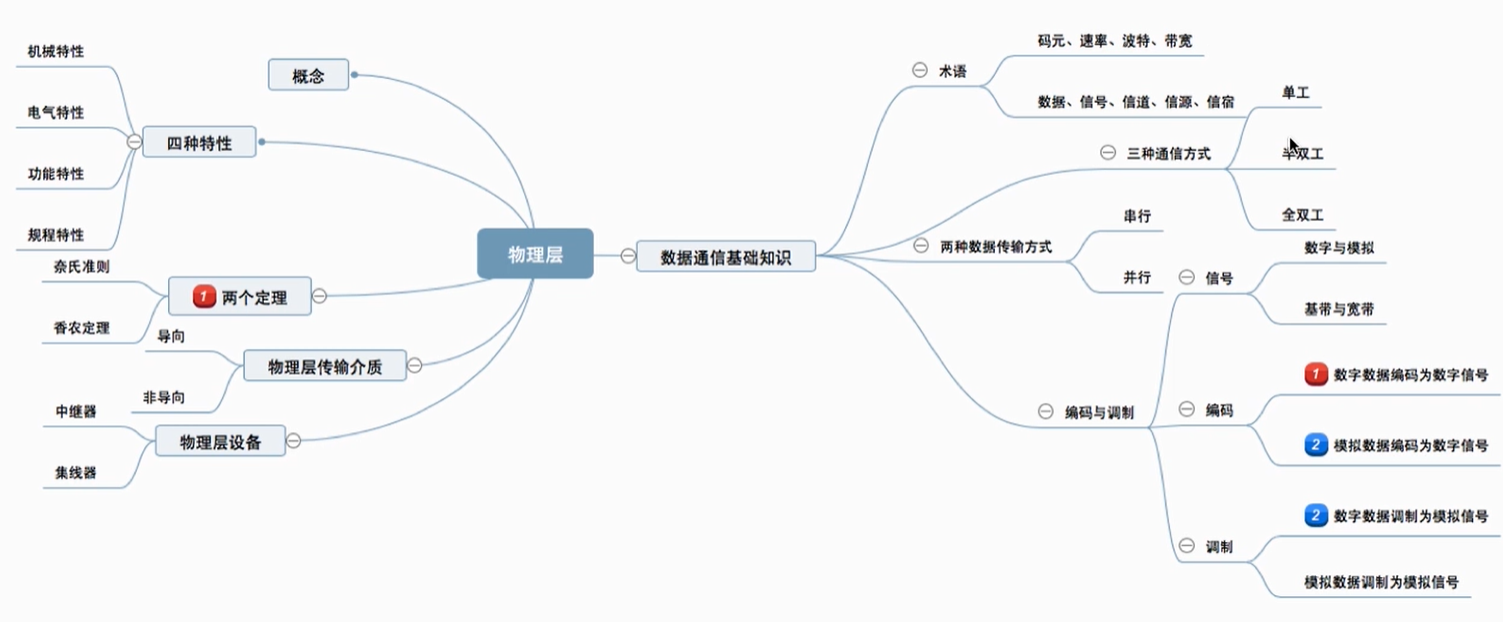 物理层
概念
四种特性
机械特性
电气特性
功能特性
规程特性
1 两个定理
奈氏准则
香农定理
物理层传输介质
导向
非导向
物理层设备
中继器
集线器
数据通信基础知识
术语
码元、速率、波特、带宽
数据、信号、信道、信源、信宿
三种通信方式
单工
半双工
全双工
两种数据传输方式
串行
并行
编码与调制
信号
数字与模拟
基带与宽带
编码
1 数字数据编码为数字信号
2 模拟数据编码为数字信号
调制
2 数字数据调制为模拟信号
模拟数据调制为模拟信号